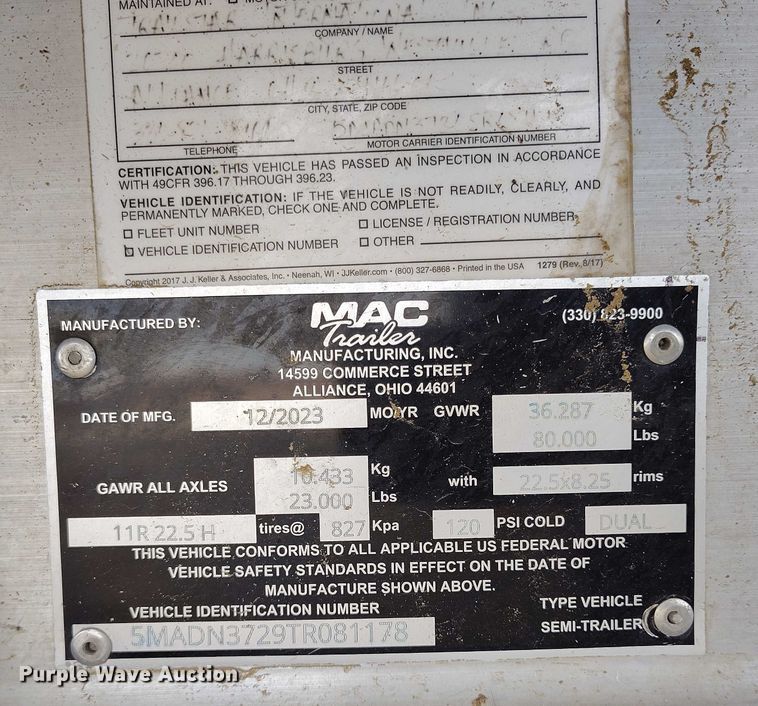 MAINTAINED AT:
COMPANY NAME
STREET
CITY, STATE, ZIP CODE
TELEPHONE MOTOR CARRIER IDENTIFICATION NUMBER
CERTIFICATION: THIS VEHICLE HAS PASSED AN INSPECTION IN ACCORDANCE
WITH 49CFR 396.17 THROUGH 396.23.
VEHICLE IDENTIFICATION: IF THE VEHICLE IS NOT READILY, CLEARLY, AND
PERMANENTLY MARKED, CHECK ONE AND COMPLETE.
FLEET UNIT NUMBER LICENSE / REGISTRATION NUMBER
VEHICLE IDENTIFICATION NUMBER OTHER
Copyright 2017 J. J. Keller & Associates, Inc. • Neenah, WI • JJKeller.com • (800) 327-6868 • Printed in the USA 1279 (Rev. 8/17)
MANUFACTURED BY: MAC (330) 823-9900
Trailer
MANUFACTURING, INC.
14599 COMMERCE STREET
ALLIANCE, OHIO 44601
DATE OF MFG. 12/2023 MO/YR GVWR 36.287 Kg
80.000 Lbs
GAWR ALL AXLES 10.433 Kg with 22.5x8.25 rims
23.000 Lbs
11R 22.5 H tires@ 827 Kpa 120 PSI COLD DUAL
THIS VEHICLE CONFORMS TO ALL APPLICABLE US FEDERAL MOTOR
VEHICLE SAFETY STANDARDS IN EFFECT ON THE DATE OF
MANUFACTURE SHOWN ABOVE.
VEHICLE IDENTIFICATION NUMBER TYPE VEHICLE
5MADN3729TR081178 SEMI-TRAILER
Purple Wave Auction